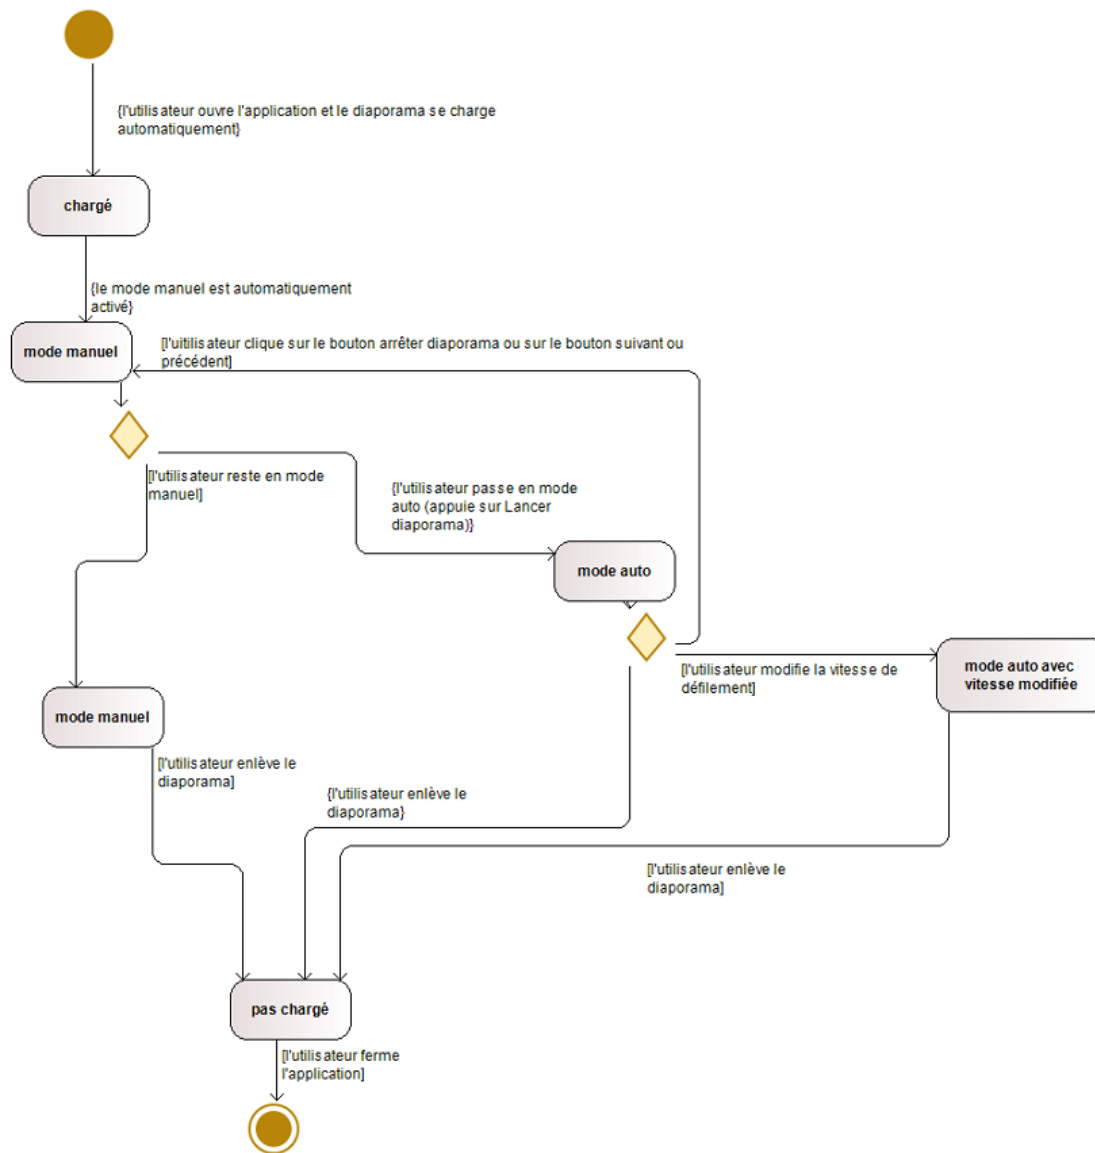 {l'utilisateur ouvre l'application et le diaporama se charge
automatiquement}
chargé
{le mode manuel est automatiquement
activé}
mode manuel
[l'uitilisateur clique sur le bouton arrêter diaporama ou sur le bouton suivant ou
précédent]
[l'utilisateur reste en mode
manuel]
{l'utilisateur passe en mode
auto (appuie sur Lancer
diaporama)}
mode auto
[l'utilisateur modifie la vitesse de
défilement]
mode auto avec
vitesse modifiée
mode manuel
[l'utilisateur enlève le
diaporama]
{l'utilisateur enlève le
diaporama}
[l'utilisateur enlève le
diaporama]
pas chargé
[l'utilisateur ferme
l'application]